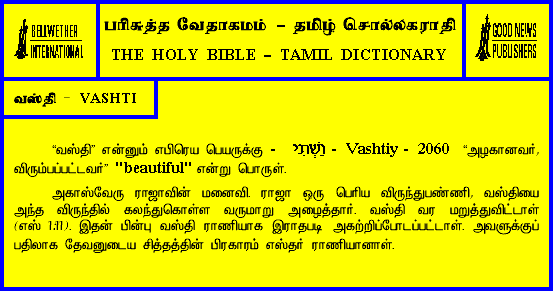 BELLWETHER
INTERNATIONAL
பரிசுத்த வேதாகமம் – தமிழ் சொல்லகராதி
THE HOLY BIBLE – TAMIL DICTIONARY
GOOD NEWS
PUBLISHERS
வஸ்தி – VASHTI
“வஸ்தி” என்னும் எபிரெய பெயருக்கு - וַשְׁתִּי - Vashtiy - 2060 “அழகானவர்,
விரும்பப்பட்டவர்” "beautiful" என்று பொருள்.
அகாஸ்வேரு ராஜாவின் மனைவி. ராஜா ஒரு பெரிய விருந்துபண்ணி, வஸ்தியை
அந்த விருந்தில் கலந்துகொள்ள வருமாறு அழைத்தார். வஸ்தி வர மறுத்துவிட்டாள்
(எஸ் 1:11). இதன் பின்பு வஸ்தி ராணியாக இராதபடி அகற்றிப்போடப்பட்டாள். அவளுக்குப்
பதிலாக தேவனுடைய சித்தத்தின் பிரகாரம் எஸ்தர் ராணியானாள்.